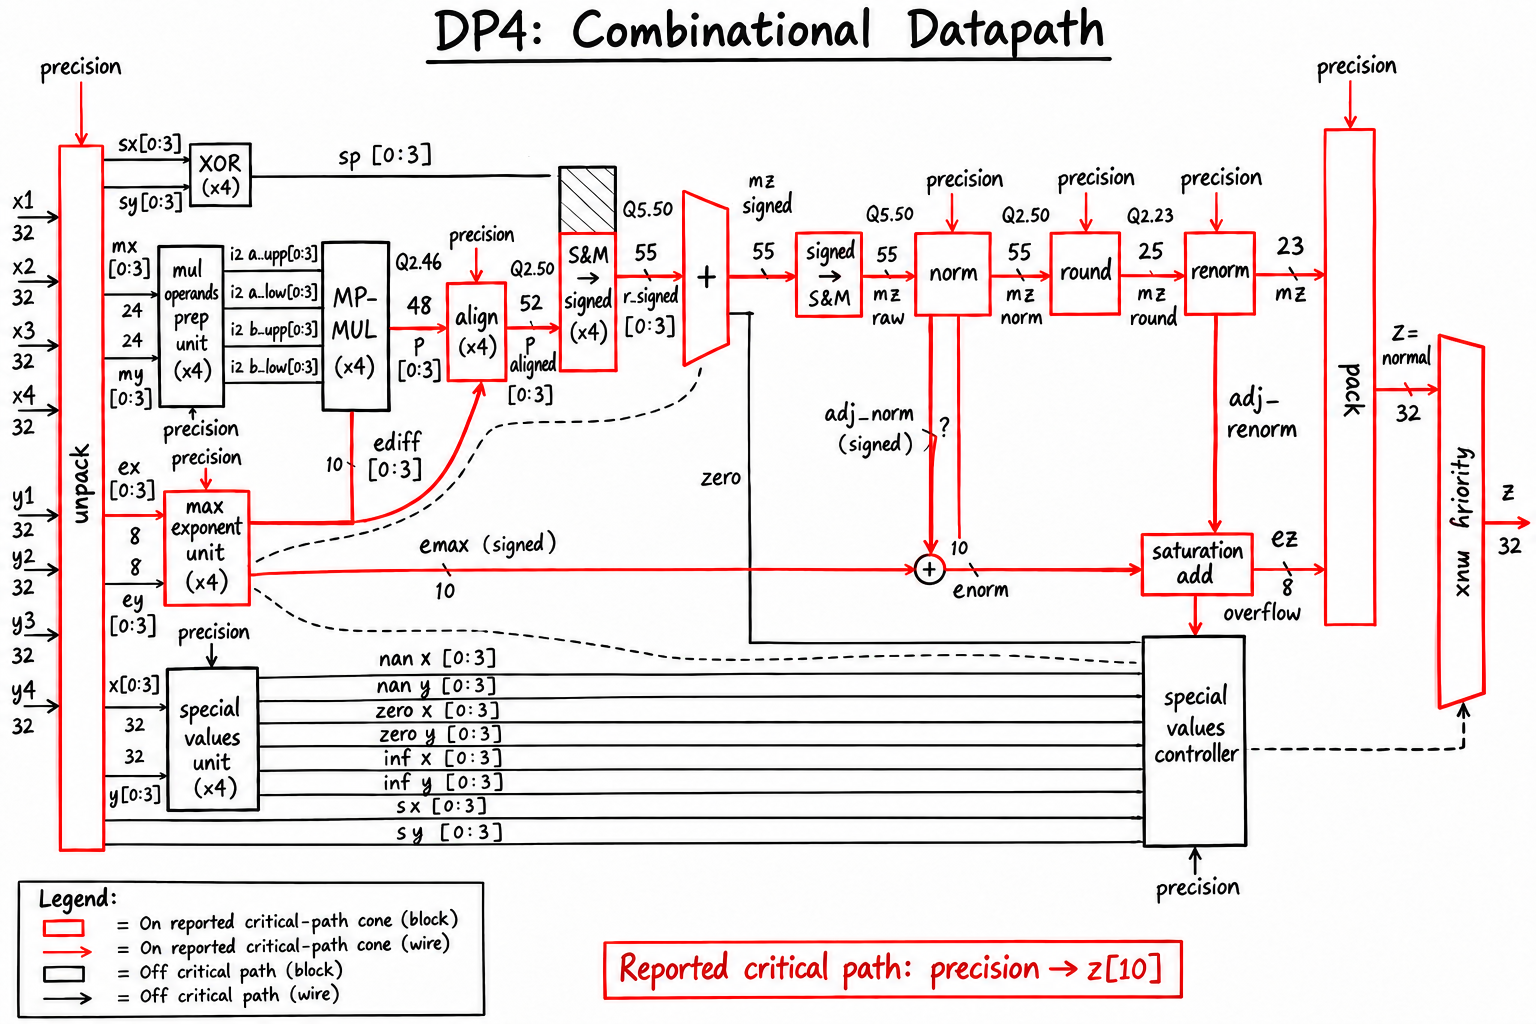 DP4: Combinational Datapath
precision
precision
sx[0:3]
sy[0:3]
XOR
(x4)
sp [0:3]
x1
32
x2
32
x3
32
x4
32
y1
32
y2
32
y3
32
y4
32
unpack
mx
[0:3]
24
24
my
[0:3]
mul
operands
prep
unit
(x4)
precision
i2 a_upp[0:3]
i2 a_low[0:3]
i2 b_upp[0:3]
i2 b_low[0:3]
MP-
MUL
(x4)
Q2.46
48
P
[0:3]
precision
align
(x4)
Q2.50
52
P
aligned
[0:3]
S&M
→
signed
(x4)
Q5.50
55
r_signed
[0:3]
+
mz
signed
55
signed
→
S&M
Q5.50
55
mz
raw
precision
norm
Q2.50
55
mz
norm
precision
round
Q2.23
25
mz
round
precision
renorm
23
mz
pack
z=
normal
32
z
32
10
ediff
[0:3]
precision
ex
[0:3]
8
8
ey
[0:3]
max
exponent
unit
(x4)
emax (signed)
10
zero
adj_norm
(signed)
?
+
10
enorm
adj_
renorm
saturation
add
ez
8
overflow
precision
x[0:3]
32
32
y[0:3]
special
values
unit
(x4)
nan x [0:3]
nan y [0:3]
zero x [0:3]
zero y [0:3]
inf x [0:3]
inf y [0:3]
sx [0:3]
sy [0:3]
special
values
controller
precision
Legend:
= On reported critical-path cone (block)
= On reported critical-path cone (wire)
= Off critical path (block)
= Off critical path (wire)
Reported critical path: precision → z[10]